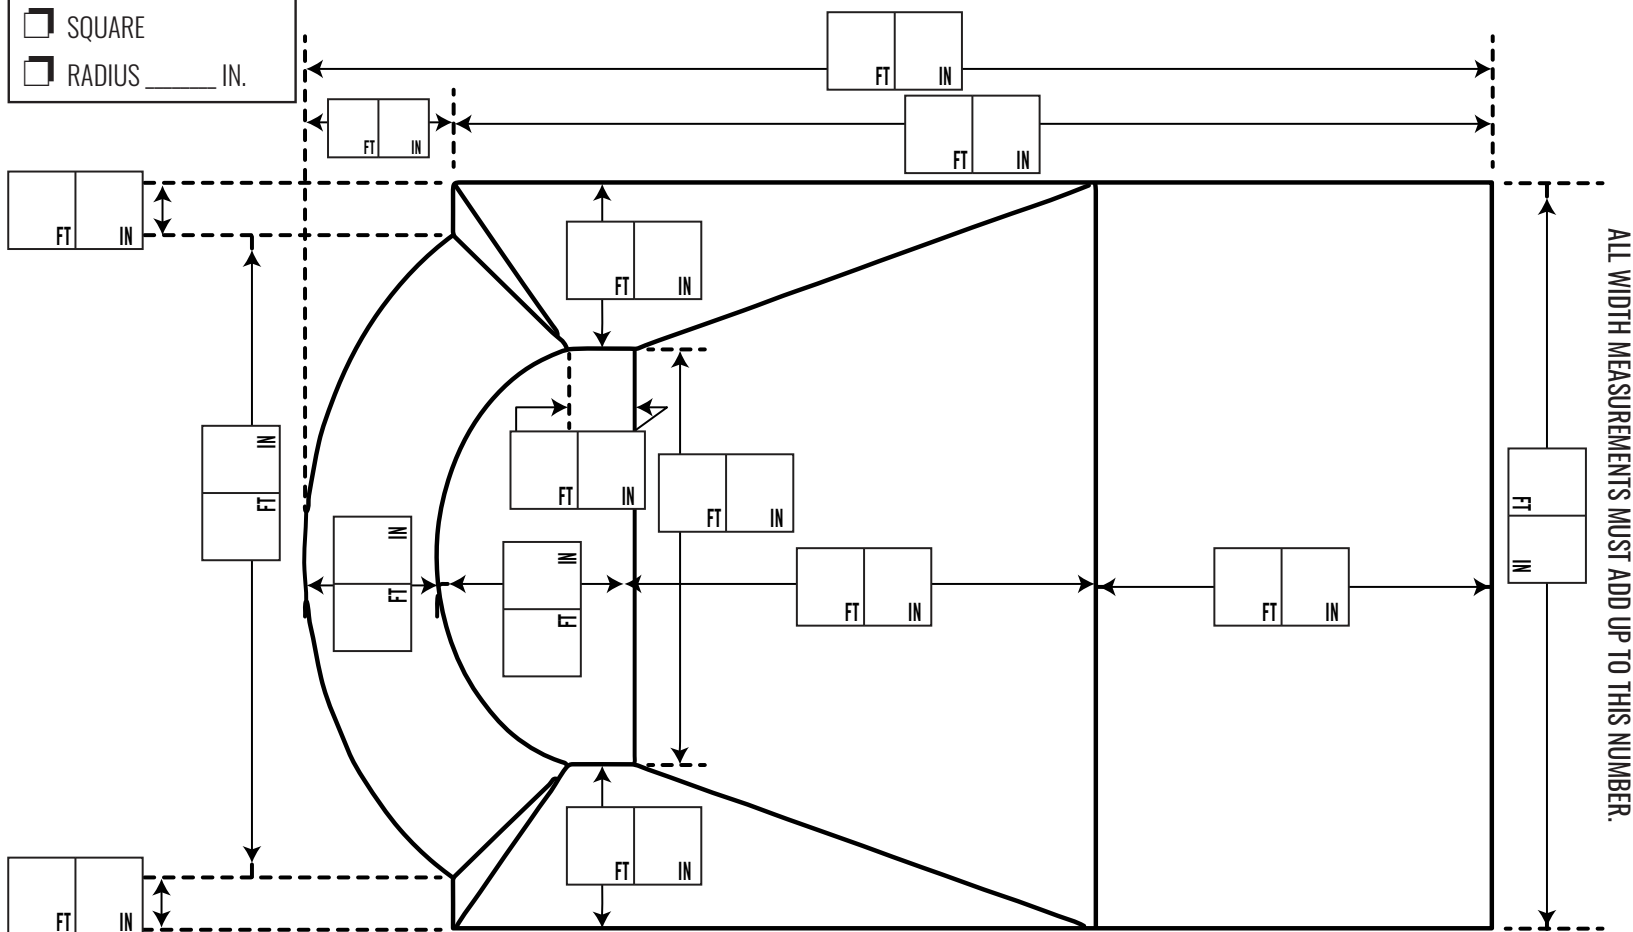 SQUARE
RADIUS ______ IN.
FT IN
FT IN
FT IN
FT IN
FT IN
FT IN
FT IN
FT IN
IN
FT
IN
FT
IN
FT
FT IN
FT IN
FT
IN
FT IN
FT IN
ALL WIDTH MEASUREMENTS MUST ADD UP TO THIS NUMBER.